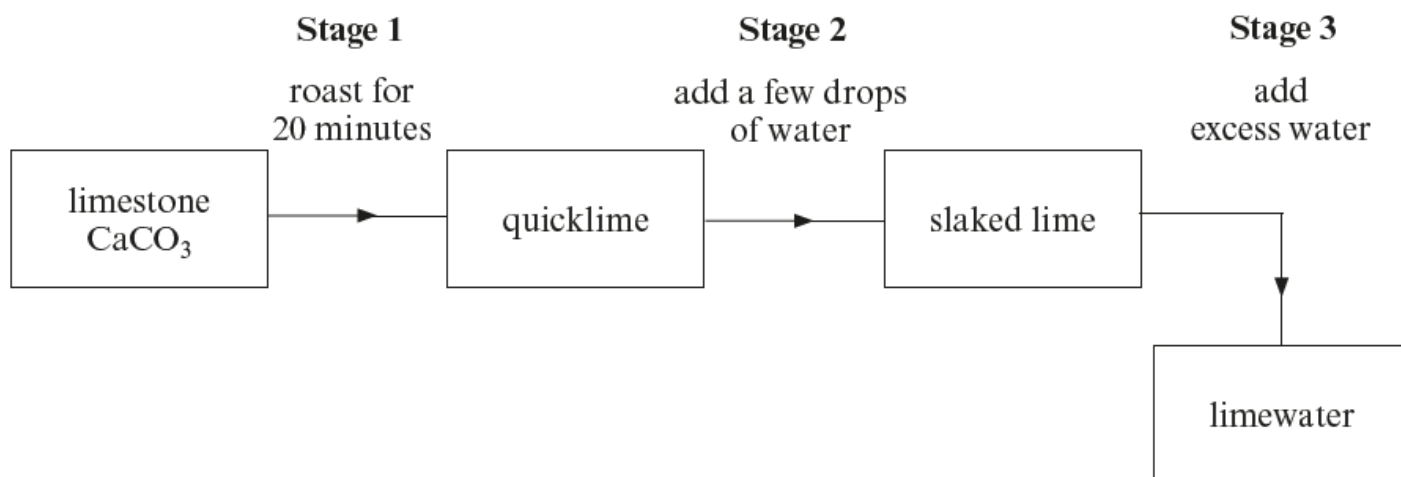 Stage 1
roast for
20 minutes
Stage 2
add a few drops
of water
Stage 3
add
excess water
limestone
CaCO₃
quicklime
slaked lime
limewater